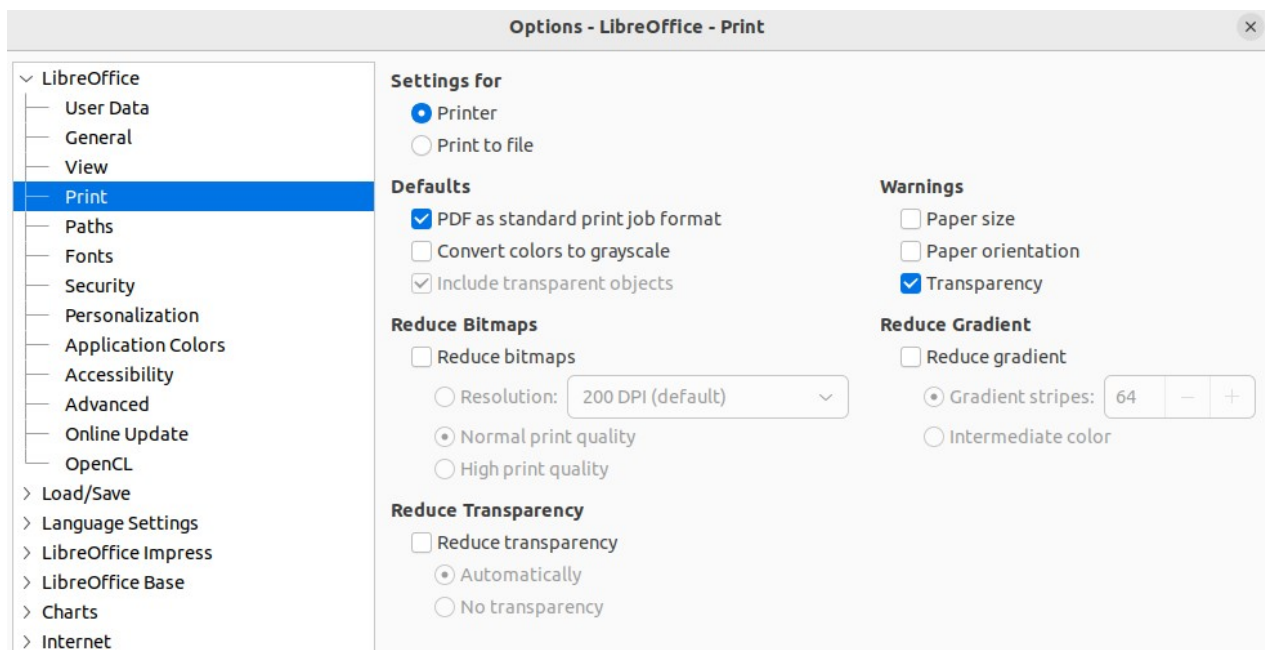 Options - LibreOffice - Print
LibreOffice
User Data
General
View
Print
Paths
Fonts
Security
Personalization
Application Colors
Accessibility
Advanced
Online Update
OpenCL
Load/Save
Language Settings
LibreOffice Impress
LibreOffice Base
Charts
Internet
Settings for
Printer
Print to file
Defaults
PDF as standard print job format
Convert colors to grayscale
Include transparent objects
Warnings
Paper size
Paper orientation
Transparency
Reduce Bitmaps
Reduce bitmaps
Resolution: 200 DPI (default)
Normal print quality
High print quality
Reduce Gradient
Reduce gradient
Gradient stripes: 64
Intermediate color
Reduce Transparency
Reduce transparency
Automatically
No transparency